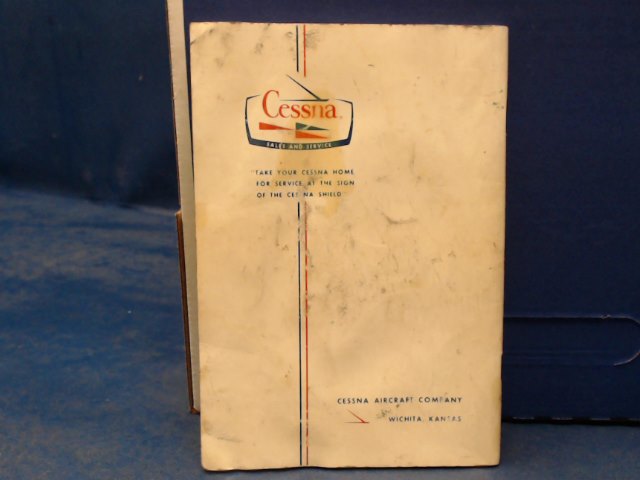 Cessna
SALES AND SERVICE
"TAKE YOUR CESSNA HOME
FOR SERVICE AT THE SIGN
OF THE CESSNA SHIELD"
CESSNA AIRCRAFT COMPANY
WICHITA, KANSAS